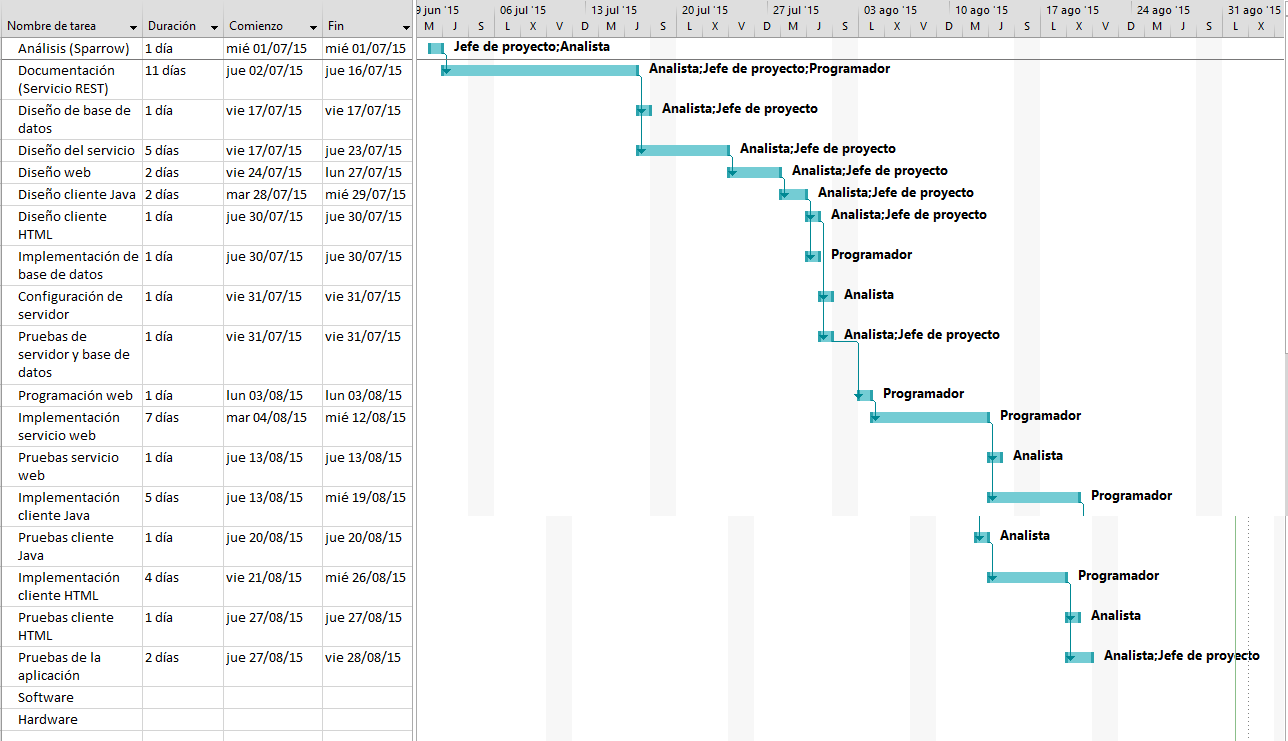 9 jun '15 06 jul '15 13 jul '15 20 jul '15 27 jul '15 03 ago '15 10 ago '15 17 ago '15 24 ago '15 31 ago '15
Nombre de tarea Duración Comienzo Fin M J S L X V D M J S L X V D M J S L X V D M J S L X
Análisis (Sparrow) 1 día mié 01/07/15 mié 01/07/15 Jefe de proyecto;Analista
Documentación 11 días jue 02/07/15 jue 16/07/15 Analista;Jefe de proyecto;Programador
(Servicio REST)
Diseño de base de 1 día vie 17/07/15 vie 17/07/15 Analista;Jefe de proyecto
datos
Diseño del servicio 5 días vie 17/07/15 jue 23/07/15 Analista;Jefe de proyecto
Diseño web 2 días vie 24/07/15 lun 27/07/15 Analista;Jefe de proyecto
Diseño cliente Java 2 días mar 28/07/15 mié 29/07/15 Analista;Jefe de proyecto
Diseño cliente 1 día jue 30/07/15 jue 30/07/15 Analista;Jefe de proyecto
HTML
Implementación de 1 día jue 30/07/15 jue 30/07/15 Programador
base de datos
Configuración de 1 día vie 31/07/15 vie 31/07/15 Analista
servidor
Pruebas de 1 día vie 31/07/15 vie 31/07/15 Analista;Jefe de proyecto
servidor y base de
datos
Programación web 1 día lun 03/08/15 lun 03/08/15 Programador
Implementación 7 días mar 04/08/15 mié 12/08/15 Programador
servicio web
Pruebas servicio 1 día jue 13/08/15 jue 13/08/15 Analista
web
Implementación 5 días jue 13/08/15 mié 19/08/15 Programador
cliente Java
Pruebas cliente 1 día jue 20/08/15 jue 20/08/15 Analista
Java
Implementación 4 días vie 21/08/15 mié 26/08/15 Programador
cliente HTML
Pruebas cliente 1 día jue 27/08/15 jue 27/08/15 Analista
HTML
Pruebas de la 2 días jue 27/08/15 vie 28/08/15 Analista;Jefe de proyecto
aplicación
Software
Hardware